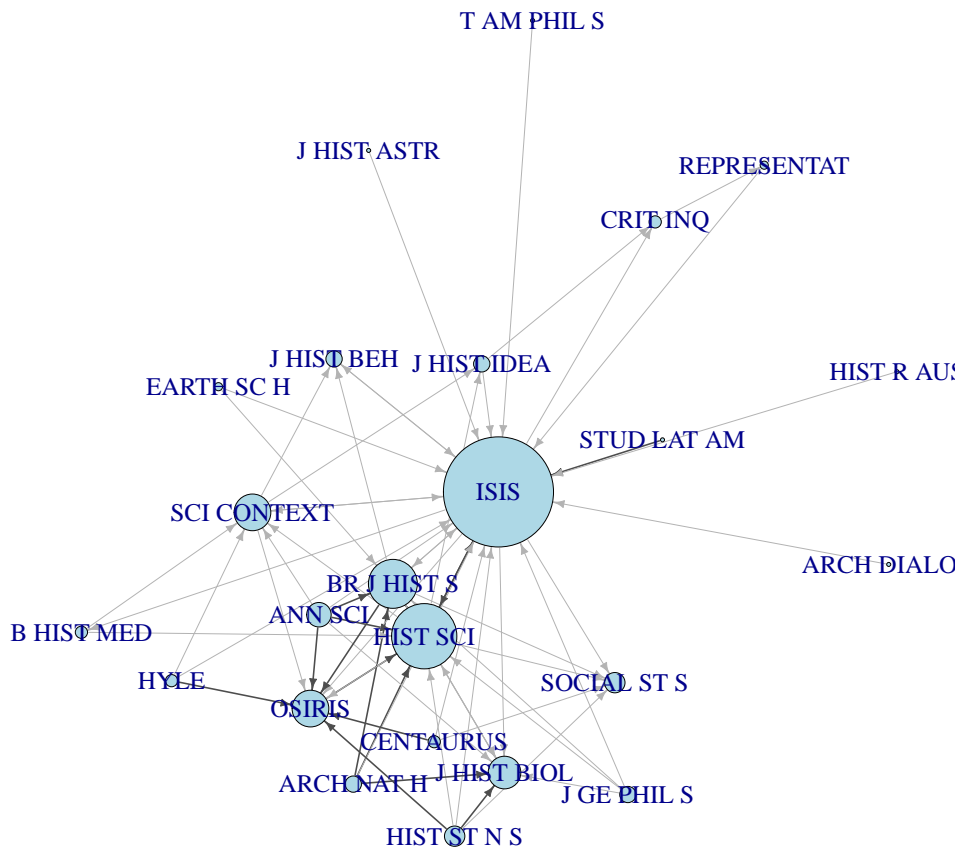 T AM PHIL S
J HIST ASTR
REPRESENTAT
CRIT INQ
J HIST BEH
J HIST IDEA
EARTH SC H
HIST R AUS
STUD LAT AM
ISIS
SCI CONTEXT
ARCH DIALO
BR J HIST S
ANN SCI
B HIST MED
HIST SCI
HYLE
SOCIAL ST S
OSIRIS
CENTAURUS
J HIST BIOL
ARCH NAT H
J GE PHIL S
HIST ST N S